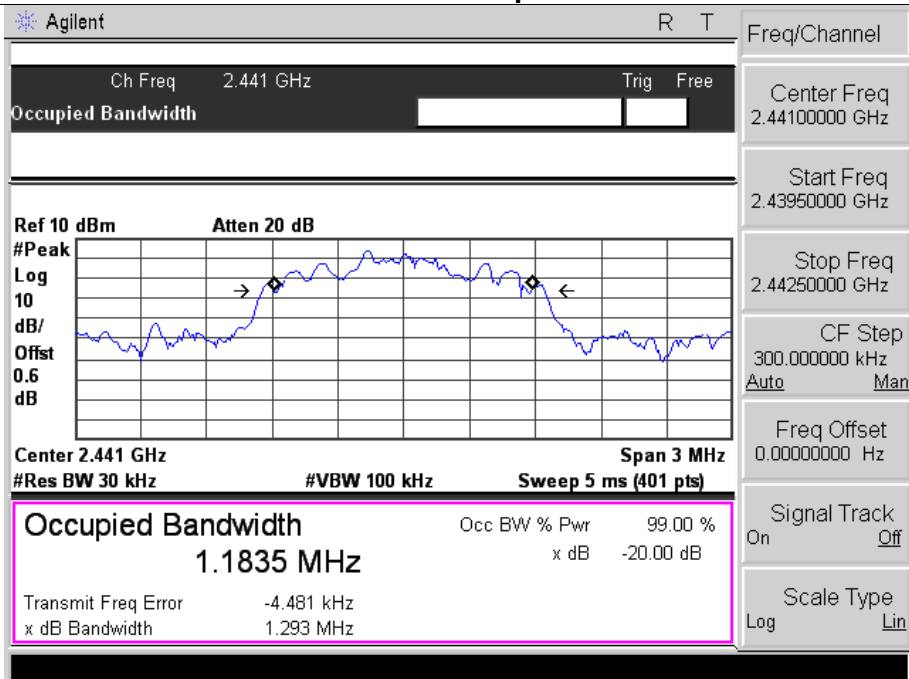 Agilent R T
Ch Freq 2.441 GHz Trig Free
Occupied Bandwidth
Ref 10 dBm Atten 20 dB
#Peak
Log
10
dB/
Offst
0.6
dB
Center 2.441 GHz Span 3 MHz
#Res BW 30 kHz #VBW 100 kHz Sweep 5 ms (401 pts)
Occupied Bandwidth Occ BW % Pwr 99.00 %
1.1835 MHz x dB -20.00 dB
Transmit Freq Error -4.481 kHz
x dB Bandwidth 1.293 MHz
Freq/Channel
Center Freq
2.44100000 GHz
Start Freq
2.43950000 GHz
Stop Freq
2.44250000 GHz
CF Step
300.000000 kHz
Auto Man
Freq Offset
0.00000000 Hz
Signal Track
On Off
Scale Type
Log Lin